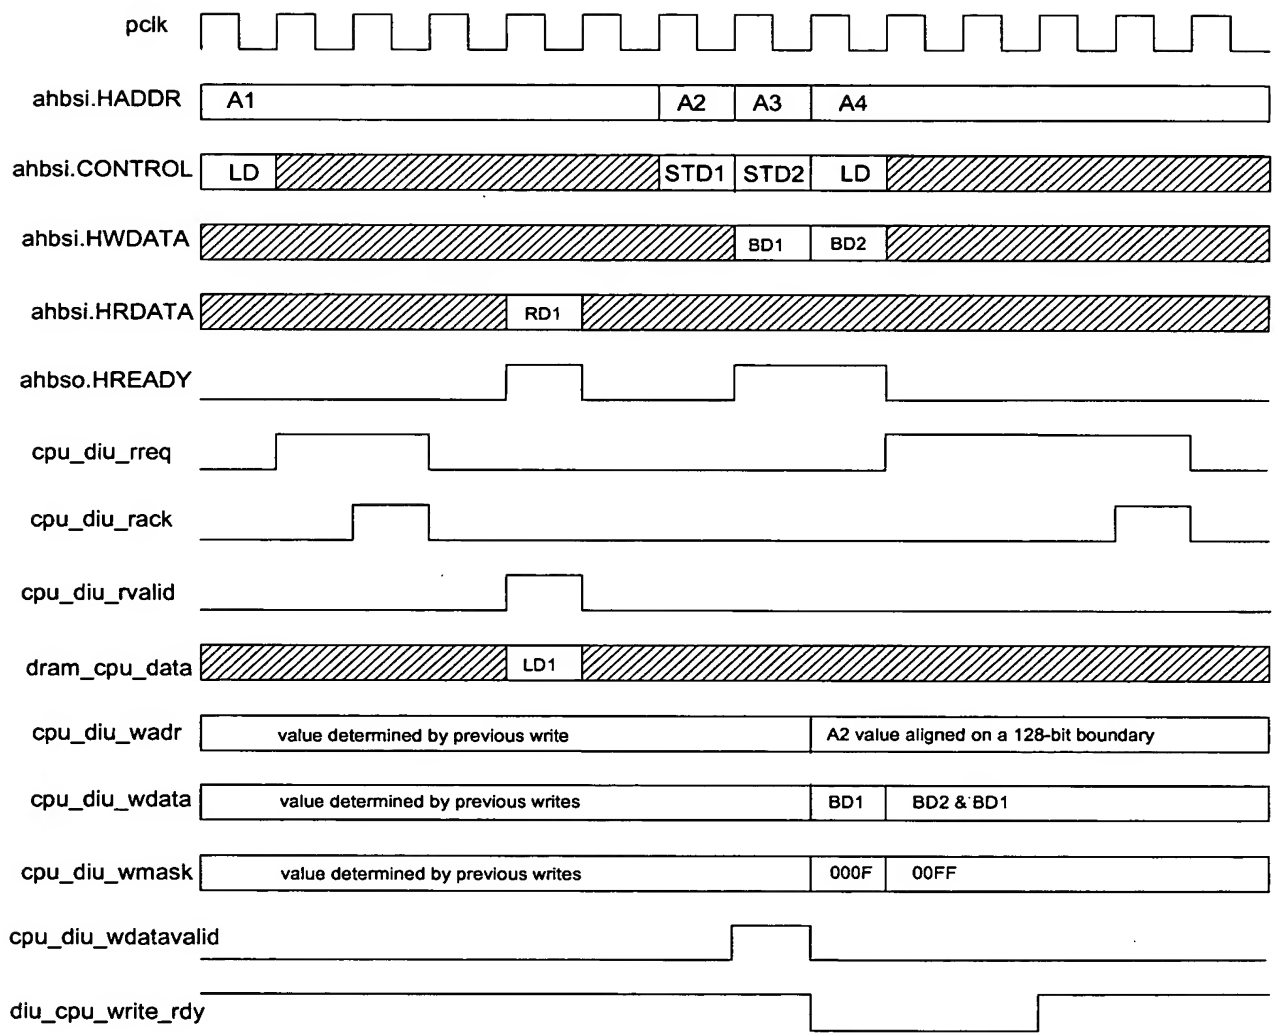 pclk
ahbsi.HADDR A1 A2 A3 A4
ahbsi.CONTROL LD STD1 STD2 LD
ahbsi.HWDATA BD1 BD2
ahbsi.HRDATA RD1
ahbso.HREADY
cpu_diu_rreq
cpu_diu_rack
cpu_diu_rvalid
dram_cpu_data LD1
cpu_diu_wadr value determined by previous write A2 value aligned on a 128-bit boundary
cpu_diu_wdata value determined by previous writes BD1 BD2 & BD1
cpu_diu_wmask value determined by previous writes 000F 00FF
cpu_diu_wdatavalid
diu_cpu_write_rdy